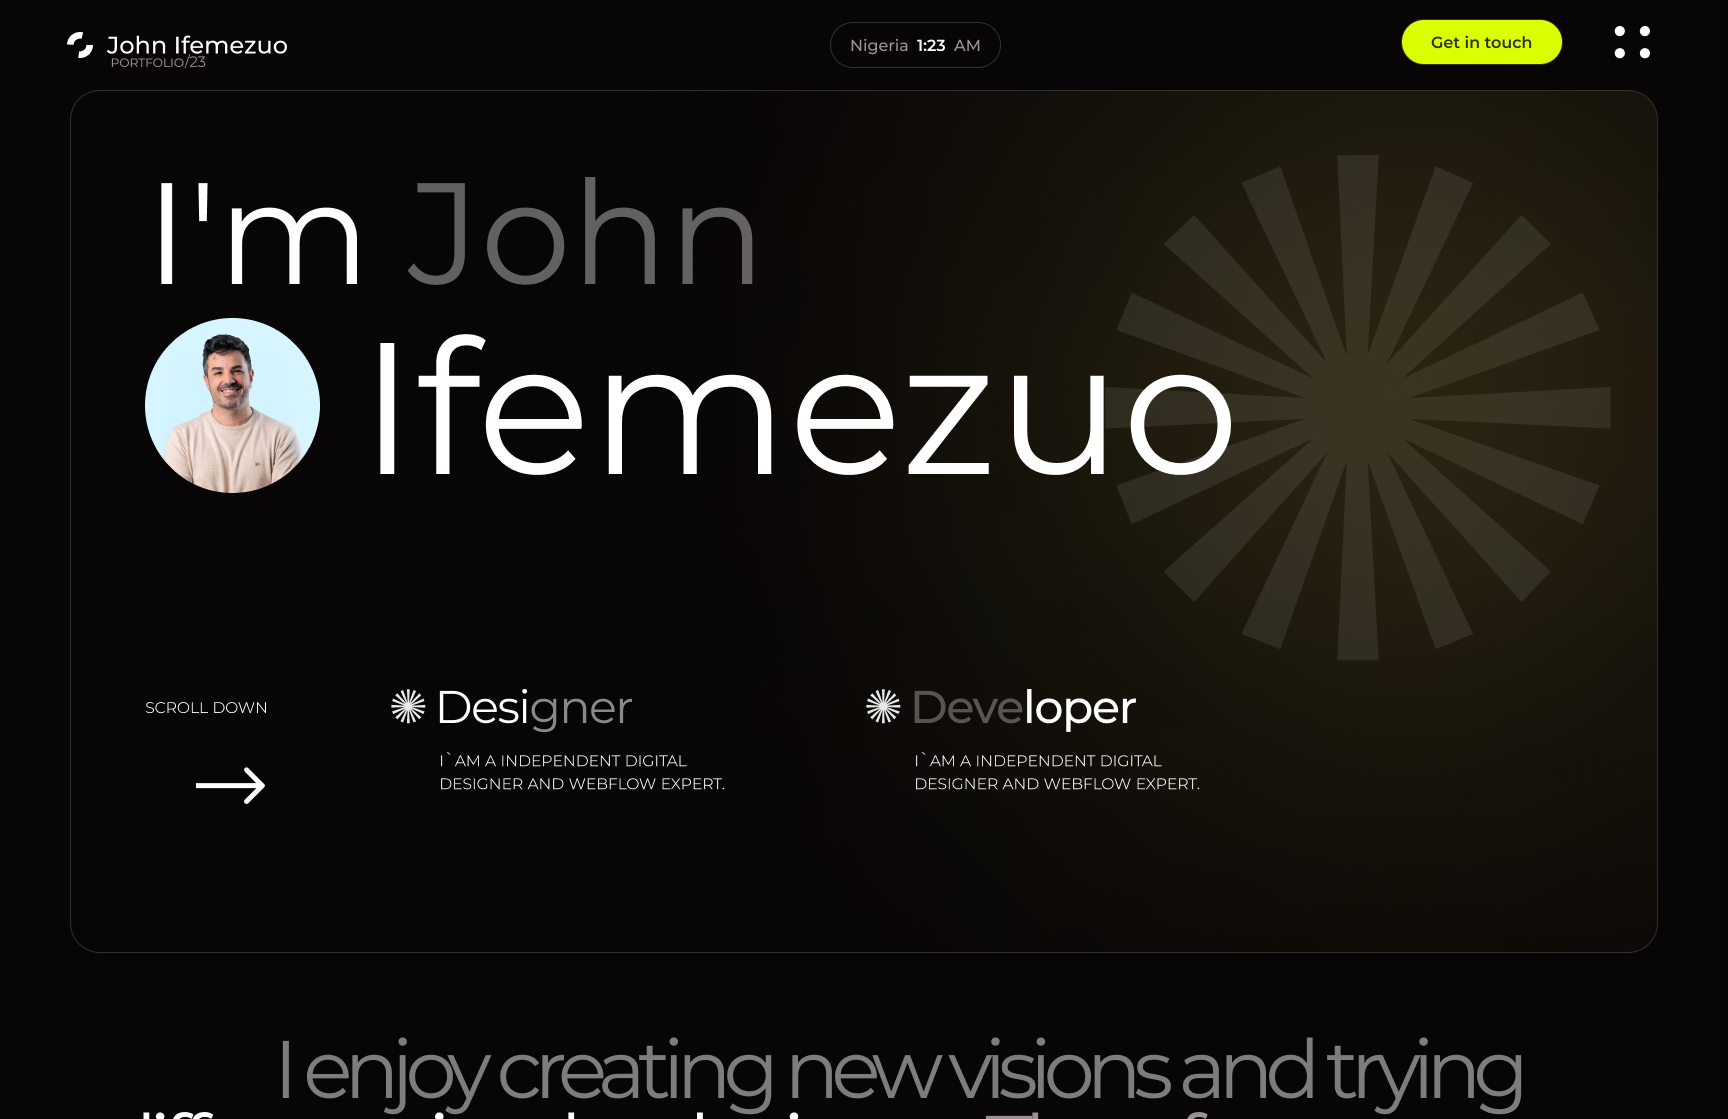 John Ifemezuo
PORTFOLIO/23
Nigeria 1:23 AM
Get in touch
I'm John
Ifemezuo
SCROLL DOWN
Designer
I`AM A INDEPENDENT DIGITAL
DESIGNER AND WEBFLOW EXPERT.
Developer
I`AM A INDEPENDENT DIGITAL
DESIGNER AND WEBFLOW EXPERT.
I enjoy creating new visions and trying